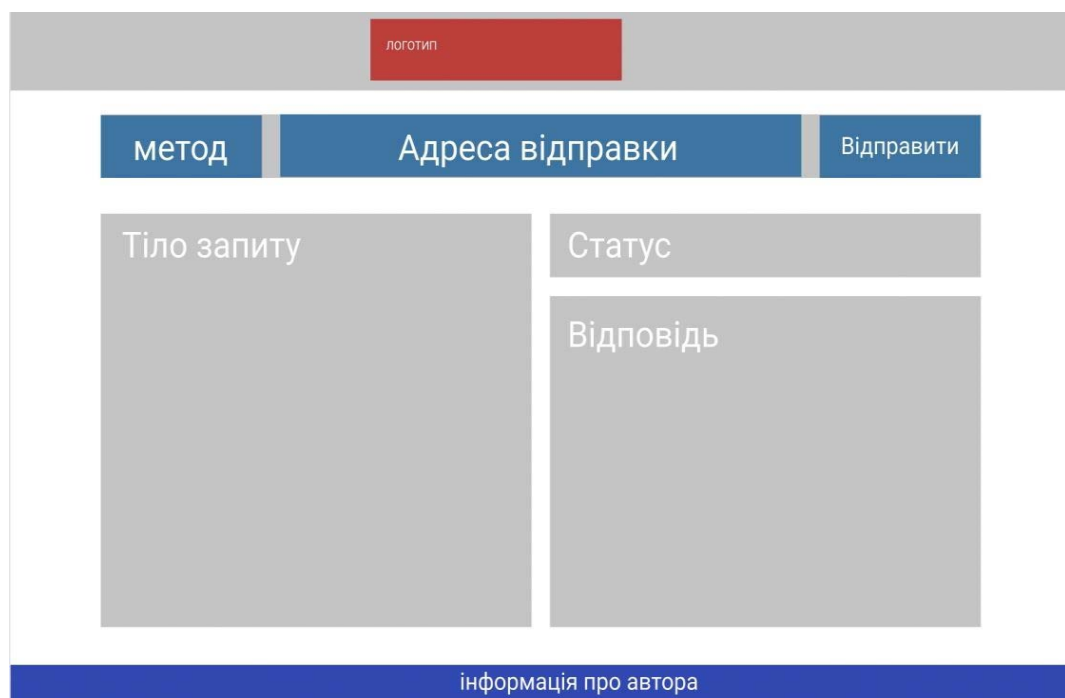 логотип
метод
Адреса відправки
Відправити
Тіло запиту
Статус
Відповідь
інформація про автора